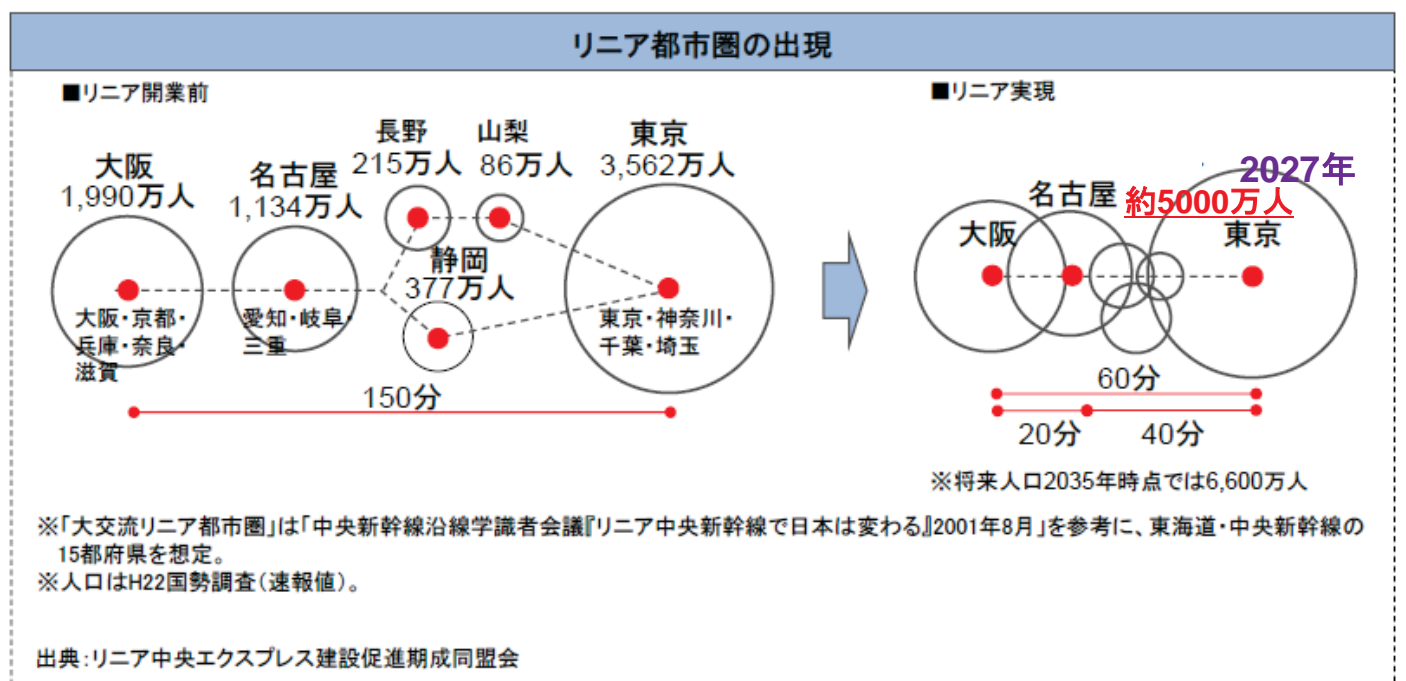 リニア都市圏の出現
■リニア開業前
大阪
1,990万人
名古屋
1,134万人
長野
215万人
山梨
86万人
東京
3,562万人
静岡
377万人
大阪・京都・
兵庫・奈良・
滋賀
愛知・岐阜・
三重
東京・神奈川・
千葉・埼玉
150分
■リニア実現
2027年
約5000万人
名古屋
大阪
東京
60分
20分
40分
※将来人口2035年時点では6,600万人
※「大交流リニア都市圏」は「中央新幹線沿線学識者会議『リニア中央新幹線で日本は変わる』2001年8月」を参考に、東海道・中央新幹線の
15都府県を想定。
※人口はH22国勢調査(速報値)。
出典:リニア中央エクスプレス建設促進期成同盟会